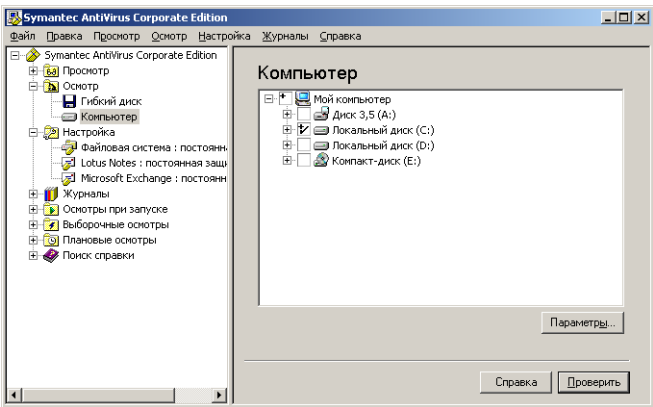 Symantec AntiVirus Corporate Edition
Файл Правка Просмотр Осмотр Настройка Журналы Справка
Symantec AntiVirus Corporate Edition
Просмотр
Осмотр
Гибкий диск
Компьютер
Настройка
Файловая система : постоянн
Lotus Notes : постоянная защи
Microsoft Exchange : постоянн
Журналы
Осмотры при запуске
Выборочные осмотры
Плановые осмотры
Поиск справки
Компьютер
Мой компьютер
Диск 3,5 (A:)
Локальный диск (C:)
Локальный диск (D:)
Компакт-диск (E:)
Параметры...
Справка Проверить